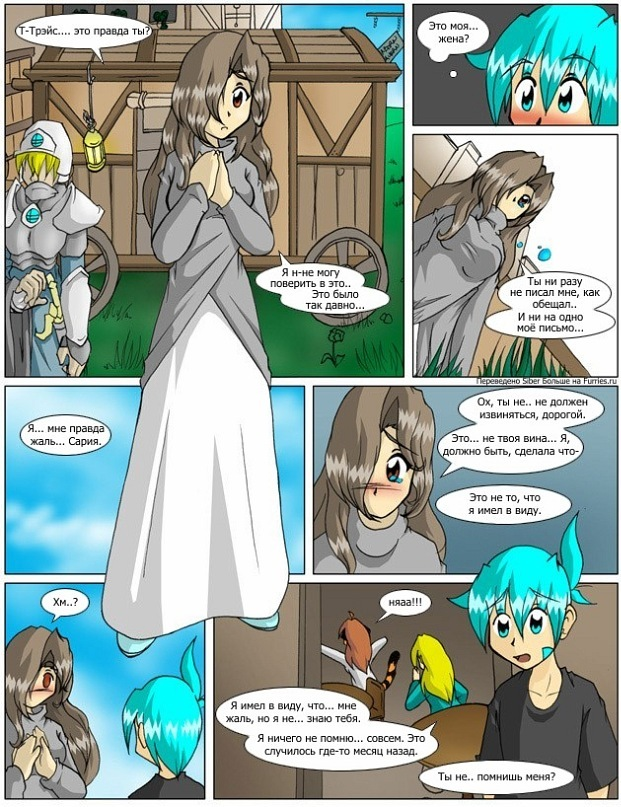 Т-Трэйс.... это правда ты?
Я н-не могу
поверить в это..
Это было
так давно...
Это моя...
жена?
Ты ни разу
не писал мне, как
обещал..
И ни на одно
моё письмо...
Переведено Siber Больше на Furries.ru
Я... мне правда
жаль... Сария.
Ох, ты не.. не должен
извиняться, дорогой.
Это... не твоя вина... Я,
должно быть, сделала что-
Это не то, что
я имел в виду.
Хм..?
няаа!!!
Я имел в виду, что... мне
жаль, но я не... знаю тебя.
Я ничего не помню... совсем. Это
случилось где-то месяц назад.
Ты не.. помнишь меня?